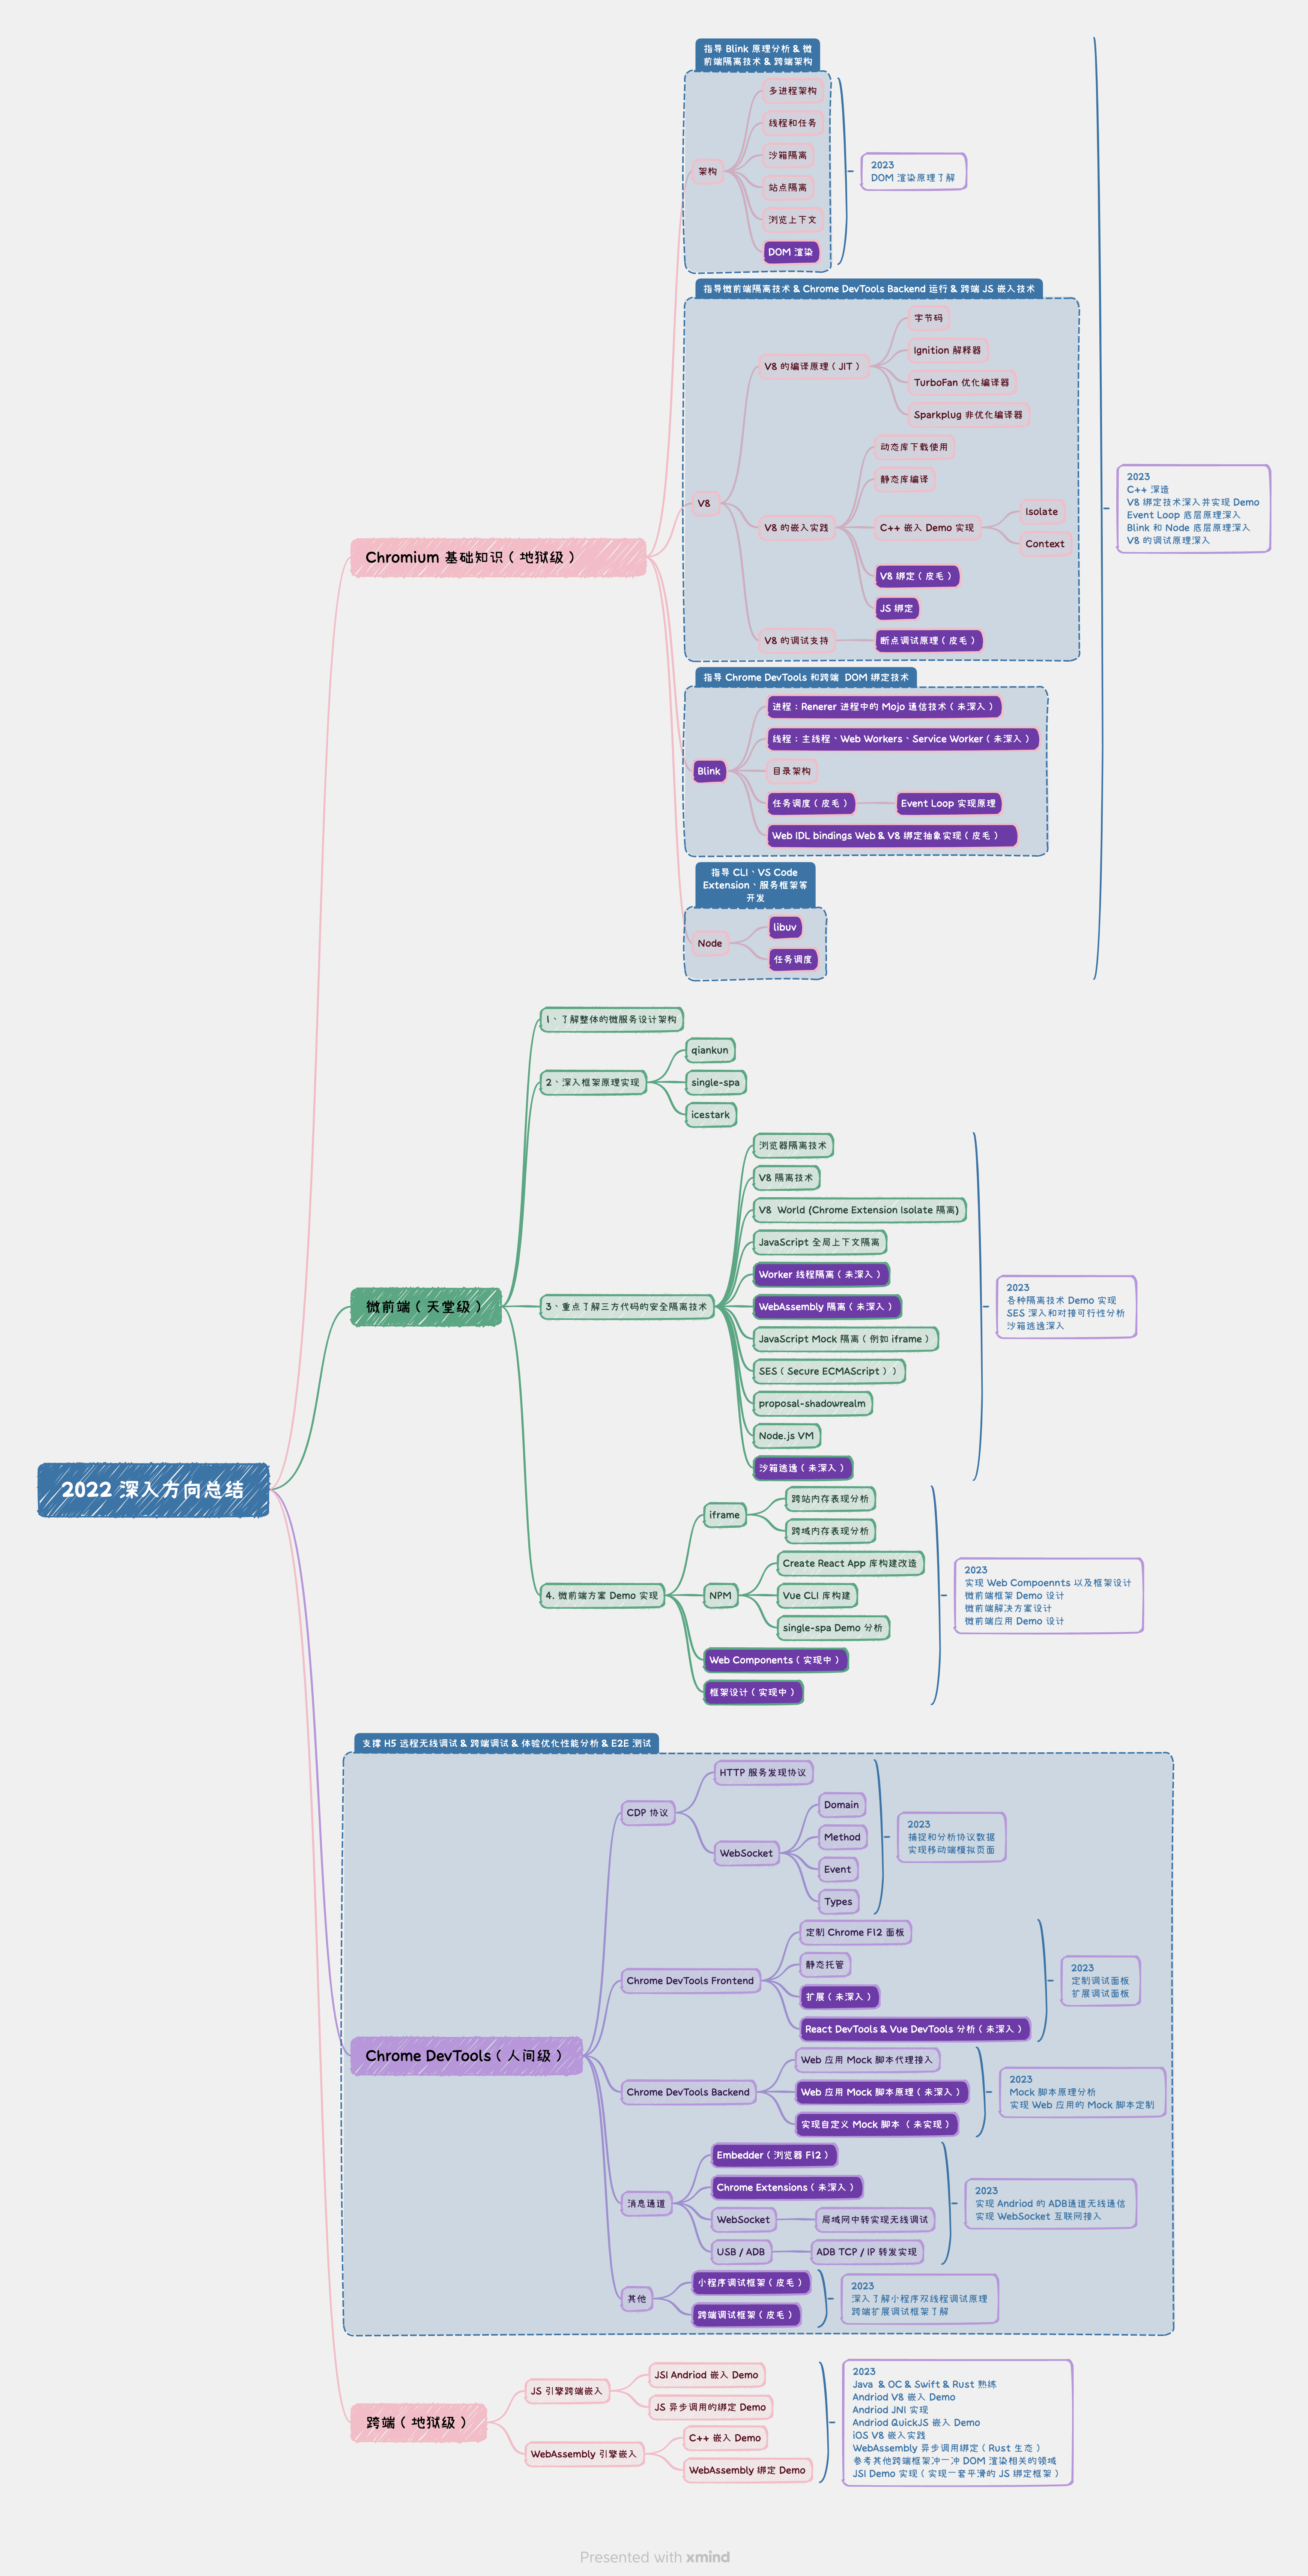 2022 深入方向总结
Chromium 基础知识（地狱级）
指导 Blink 原理分析 & 微
前端隔离技术 & 跨端架构
架构
多进程架构
线程和任务
沙箱隔离
站点隔离
浏览上下文
DOM 渲染
2023
DOM 渲染原理了解
指导微前端隔离技术 & Chrome DevTools Backend 运行 & 跨端 JS 嵌入技术
V8
V8 的编译原理（JIT）
字节码
Ignition 解释器
TurboFan 优化编译器
Sparkplug 非优化编译器
V8 的嵌入实践
动态库下载使用
静态库编译
C++ 嵌入 Demo 实现
Isolate
Context
V8 绑定（皮毛）
JS 绑定
V8 的调试支持
断点调试原理（皮毛）
指导 Chrome DevTools 和跨端 DOM 绑定技术
Blink
进程：Renerer 进程中的 Mojo 通信技术（未深入）
线程：主线程、Web Workers、Service Worker（未深入）
目录架构
任务调度（皮毛）
Event Loop 实现原理
Web IDL bindings Web & V8 绑定抽象实现（皮毛）
指导 CLI、VS Code
Extension、服务框架等
开发
Node
libuv
任务调度
2023
C++ 深造
V8 绑定技术深入并实现 Demo
Event Loop 底层原理深入
Blink 和 Node 底层原理深入
V8 的调试原理深入
微前端（天堂级）
1、了解整体的微服务设计架构
2、深入框架原理实现
qiankun
single-spa
icestark
3、重点了解三方代码的安全隔离技术
浏览器隔离技术
V8 隔离技术
V8 World (Chrome Extension Isolate 隔离)
JavaScript 全局上下文隔离
Worker 线程隔离（未深入）
WebAssembly 隔离（未深入）
JavaScript Mock 隔离（例如 iframe）
SES（Secure ECMAScript））
proposal-shadowrealm
Node.js VM
沙箱逃逸（未深入）
2023
各种隔离技术 Demo 实现
SES 深入和对接可行性分析
沙箱逃逸深入
4. 微前端方案 Demo 实现
iframe
跨站内存表现分析
跨域内存表现分析
NPM
Create React App 库构建改造
Vue CLI 库构建
single-spa Demo 分析
Web Components（实现中）
框架设计（实现中）
2023
实现 Web Compoennts 以及框架设计
微前端框架 Demo 设计
微前端解决方案设计
微前端应用 Demo 设计
支撑 H5 远程无线调试 & 跨端调试 & 体验优化性能分析 & E2E 测试
Chrome DevTools（人间级）
CDP 协议
HTTP 服务发现协议
WebSocket
Domain
Method
Event
Types
2023
捕捉和分析协议数据
实现移动端模拟页面
Chrome DevTools Frontend
定制 Chrome F12 面板
静态托管
扩展（未深入）
React DevTools & Vue DevTools 分析（未深入）
2023
定制调试面板
扩展调试面板
Chrome DevTools Backend
Web 应用 Mock 脚本代理接入
Web 应用 Mock 脚本原理（未深入）
实现自定义 Mock 脚本 （未实现）
2023
Mock 脚本原理分析
实现 Web 应用的 Mock 脚本定制
消息通道
Embedder（浏览器 F12）
Chrome Extensions（未深入）
WebSocket
局域网中转实现无线调试
USB / ADB
ADB TCP / IP 转发实现
2023
实现 Andriod 的 ADB通道无线通信
实现 WebSocket 互联网接入
其他
小程序调试框架（皮毛）
跨端调试框架（皮毛）
2023
深入了解小程序双线程调试原理
跨端扩展调试框架了解
跨端（地狱级）
JS 引擎跨端嵌入
JSI Andriod 嵌入 Demo
JS 异步调用的绑定 Demo
WebAssembly 引擎嵌入
C++ 嵌入 Demo
WebAssembly 绑定 Demo
2023
Java & OC & Swift & Rust 熟练
Andriod V8 嵌入 Demo
Andriod JNI 实现
Andriod QuickJS 嵌入 Demo
iOS V8 嵌入实践
WebAssembly 异步调用绑定（Rust 生态）
参考其他跨端框架冲一冲 DOM 渲染相关的领域
JSI Demo 实现（实现一套平滑的 JS 绑定框架）
Presented with xmind